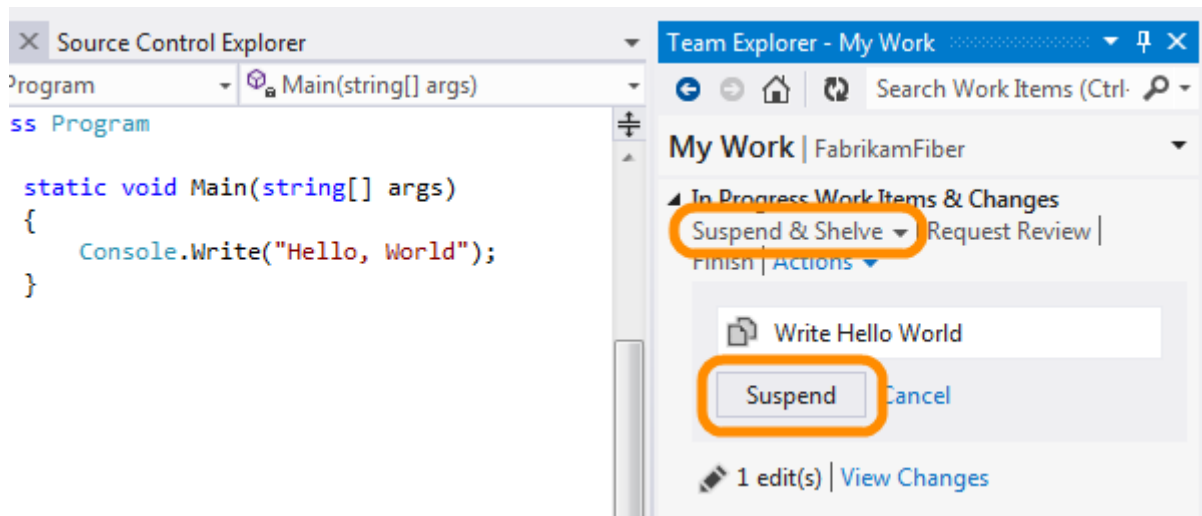 Source Control Explorer
Program
Main(string[] args)
ss Program
static void Main(string[] args)
{
Console.Write("Hello, World");
}
Team Explorer - My Work
Search Work Items (Ctrl-
My Work | FabrikamFiber
In Progress Work Items & Changes
Suspend & Shelve Request Review |
Finish | Actions
Write Hello World
Suspend Cancel
1 edit(s) | View Changes